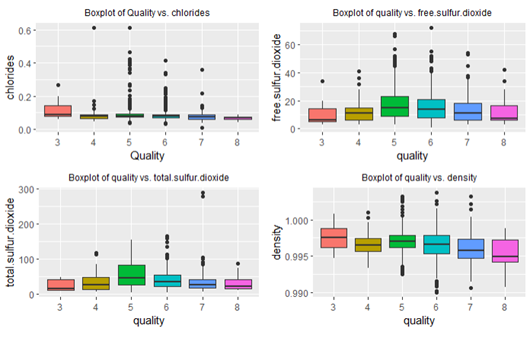 Boxplot of Quality vs. chlorides
chlorides
0.6
0.4
0.2
0.0
3 4 5 6 7 8
Quality
Boxplot of quality vs. free.sulfur.dioxide
free.sulfur.dioxide
60
40
20
0
3 4 5 6 7 8
quality
Boxplot of quality vs. total.sulfur.dioxide
total.sulfur.dioxide
300
200
100
0
3 4 5 6 7 8
quality
Boxplot of quality vs. density
density
1.000
0.995
0.990
3 4 5 6 7 8
quality